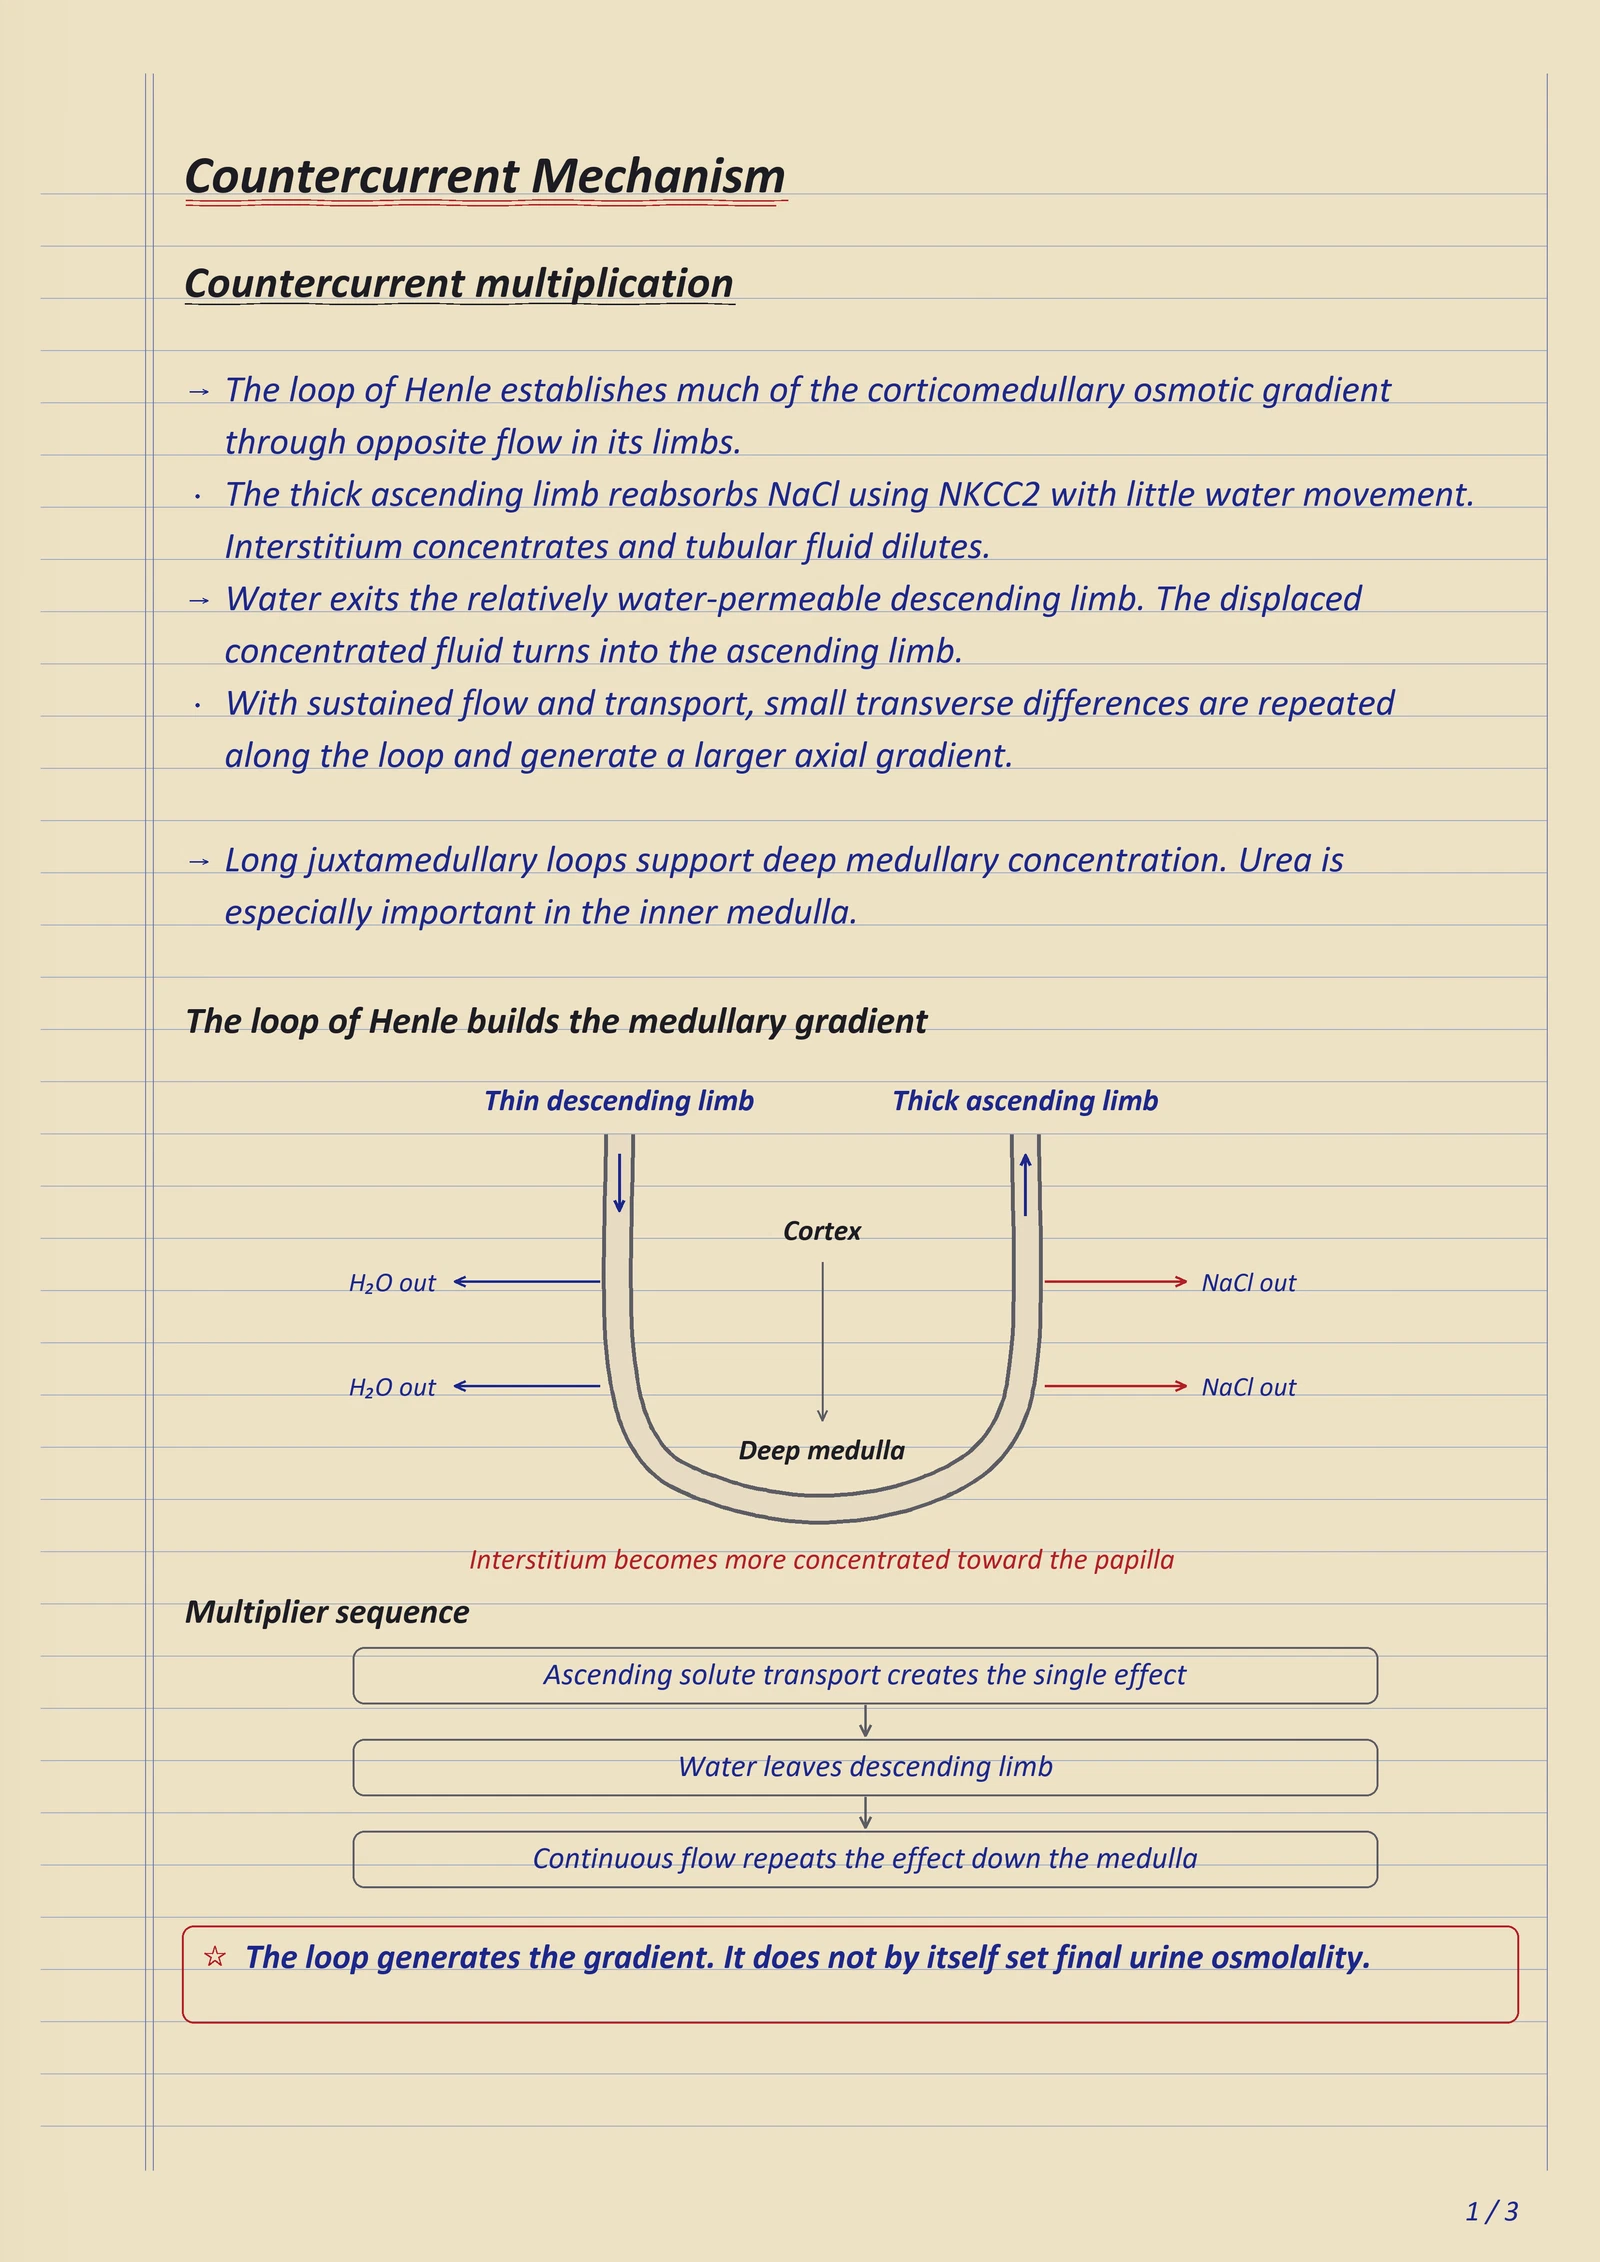 Countercurrent Mechanism
Countercurrent multiplication
→ The loop of Henle establishes much of the corticomedullary osmotic gradient
through opposite flow in its limbs.
· The thick ascending limb reabsorbs NaCl using NKCC2 with little water movement.
Interstitium concentrates and tubular fluid dilutes.
→ Water exits the relatively water-permeable descending limb. The displaced
concentrated fluid turns into the ascending limb.
· With sustained flow and transport, small transverse differences are repeated
along the loop and generate a larger axial gradient.
→ Long juxtamedullary loops support deep medullary concentration. Urea is
especially important in the inner medulla.
The loop of Henle builds the medullary gradient
Thin descending limb
Thick ascending limb
Cortex
H₂O out
NaCl out
H₂O out
NaCl out
Deep medulla
Interstitium becomes more concentrated toward the papilla
Multiplier sequence
Ascending solute transport creates the single effect
Water leaves descending limb
Continuous flow repeats the effect down the medulla
☆ The loop generates the gradient. It does not by itself set final urine osmolality.
1 / 3